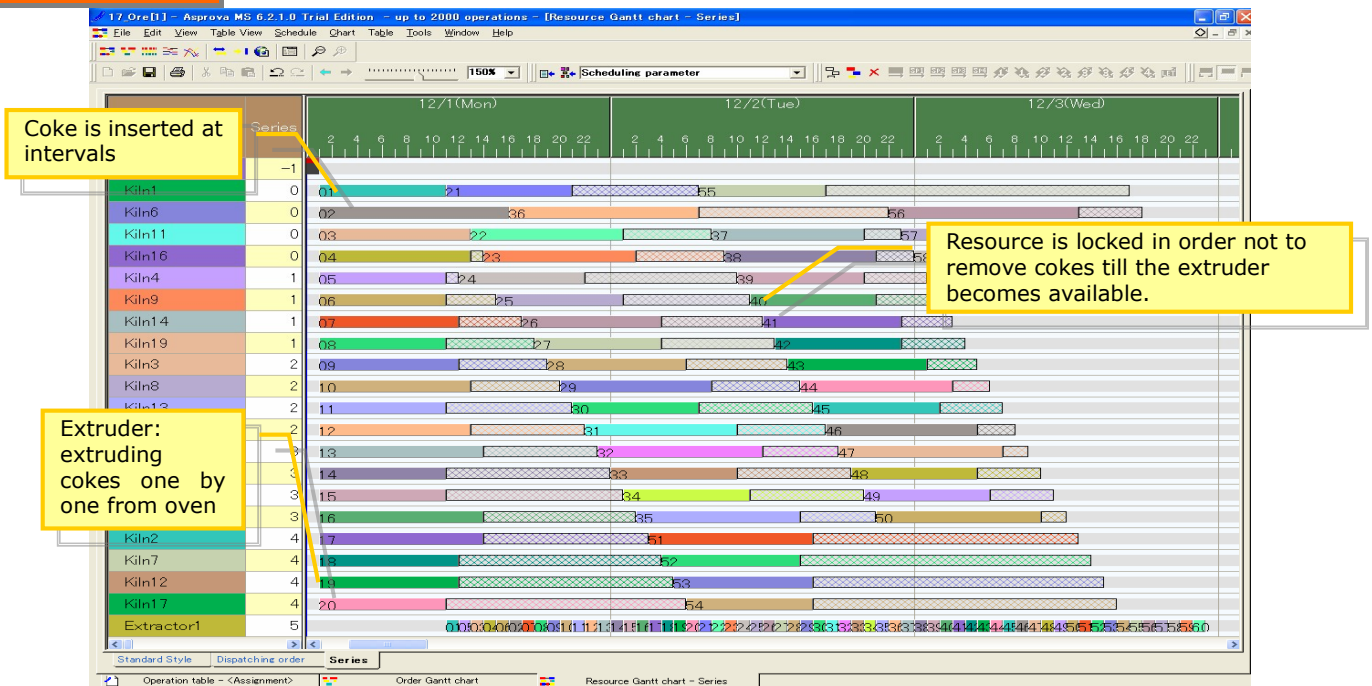 17_Ore[1] - Asprova MS 6.2.1.0 Trial Edition - up to 2000 operations - [Resource Gantt chart - Series]
File Edit View Table View Schedule Chart Table Tools Window Help
150% Scheduling parameter
12/1(Mon) 12/2(Tue) 12/3(Wed)
Series
2 4 6 8 10 12 14 16 18 20 22 2 4 6 8 10 12 14 16 18 20 22 2 4 6 8 10 12 14 16 18 20 22
Coke is inserted at
intervals
-1
Kiln1 0 01 21 55
Kiln6 0 02 36 56
Kiln11 0 03 22 37 57
Kiln16 0 04 23 38 58
Resource is locked in order not to
remove cokes till the extruder
becomes available.
Kiln4 1 05 24 39
Kiln9 1 06 25 40
Kiln14 1 07 26 41
Kiln19 1 08 27 42
Kiln3 2 09 28 43
Kiln8 2 10 29 44
Kiln13 2 11 30 45
Extruder:
extruding
cokes one by
one from oven
2 12 31 46
3 13 32 47
3 14 33 48
3 15 34 49
3 16 35 50
Kiln2 4 17 51
Kiln7 4 18 52
Kiln12 4 19 53
Kiln17 4 20 54
Extractor1 5
Standard Style Dispatching order Series
Operation table - <Assignment> Order Gantt chart Resource Gantt chart - Series